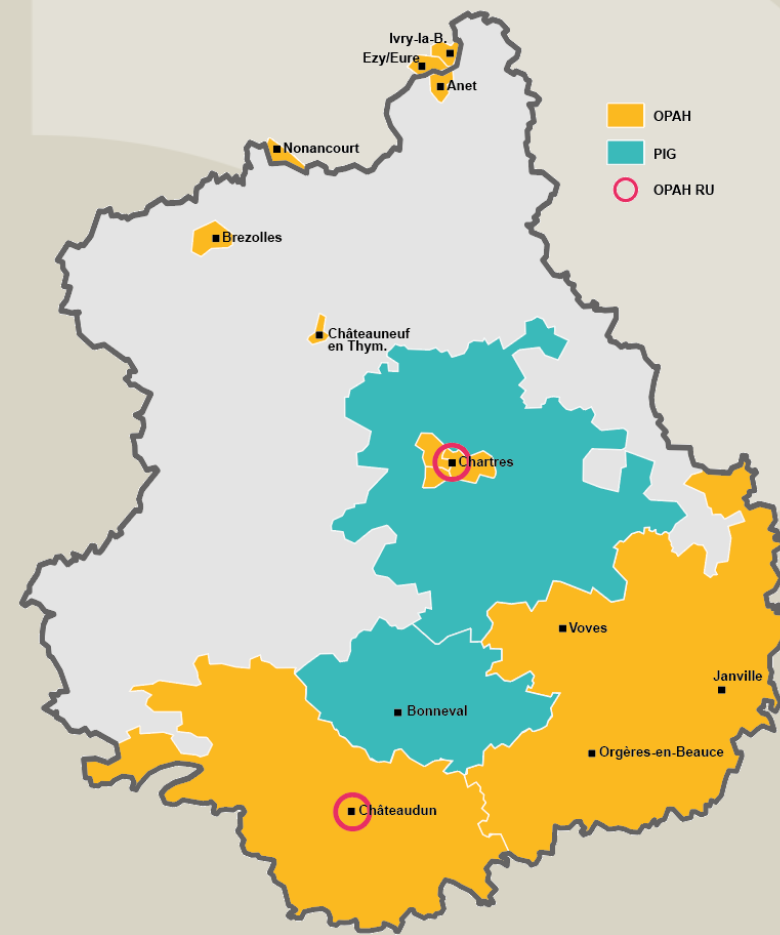 Ivry-la-B.
Ezy/Eure
Anet
OPAH
PIG
OPAH RU
Nonancourt
Brezolles
Châteauneuf
en Thym.
Chartres
Voves
Janville
Bonneval
Orgères-en-Beauce
Châteaudun